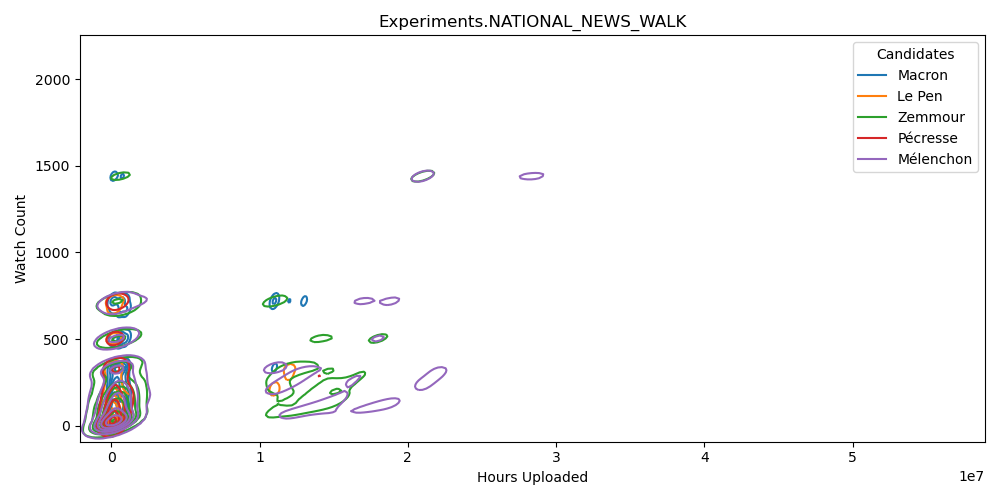 Experiments.NATIONAL_NEWS_WALK
Candidates
Macron
Le Pen
Zemmour
Pécresse
Mélenchon
Watch Count
2000
1500
1000
500
0
0
1
2
3
4
5
1e7
Hours Uploaded